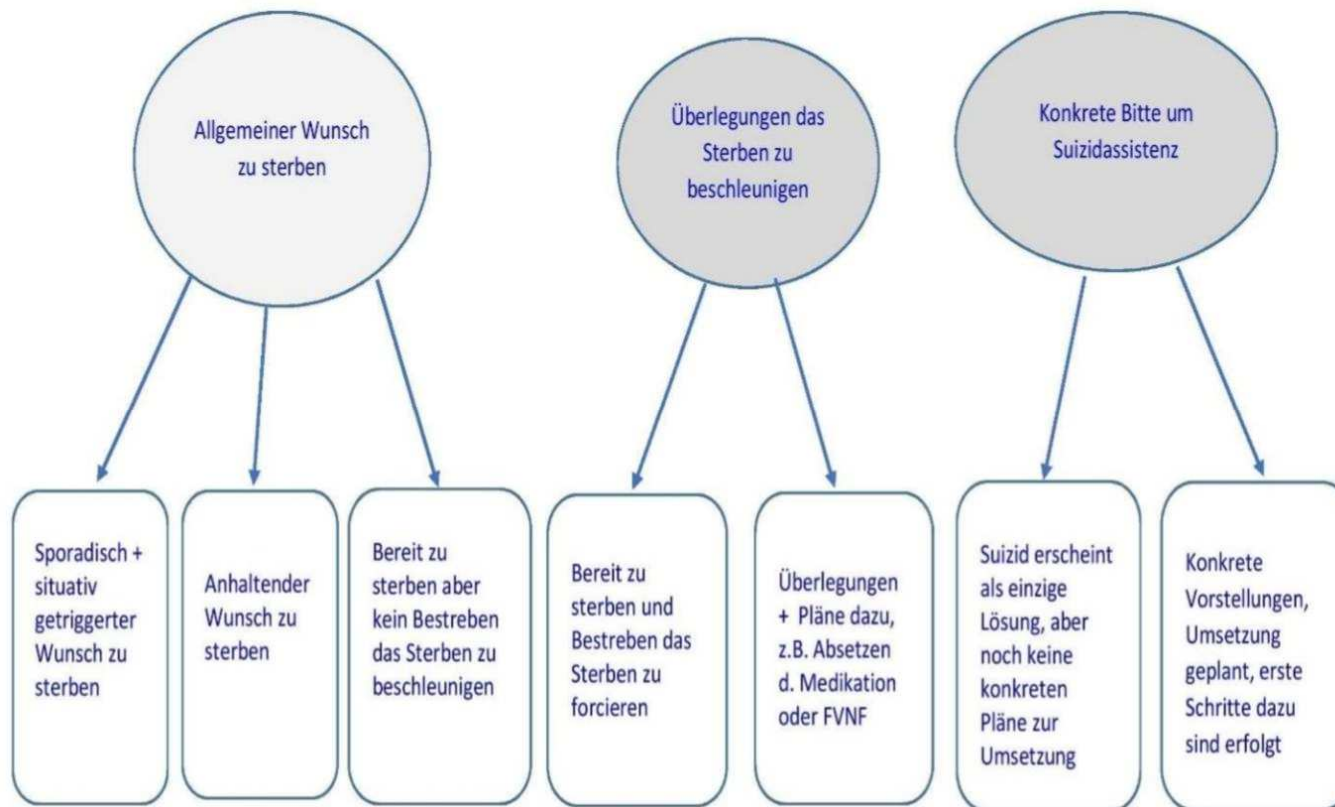 Allgemeiner Wunsch
zu sterben
Überlegungen das
Sterben zu
beschleunigen
Konkrete Bitte um
Suizidassistenz
Sporadisch +
situativ
getriggerter
Wunsch zu
sterben
Anhaltender
Wunsch zu
sterben
Bereit zu
sterben aber
kein Bestreben
das Sterben zu
beschleunigen
Bereit zu
sterben und
Bestreben das
Sterben zu
forcieren
Überlegungen
+ Pläne dazu,
z.B. Absetzen
d. Medikation
oder FVNF
Suizid erscheint
als einzige
Lösung, aber
noch keine
konkreten
Pläne zur
Umsetzung
Konkrete
Vorstellungen,
Umsetzung
geplant, erste
Schritte dazu
sind erfolgt